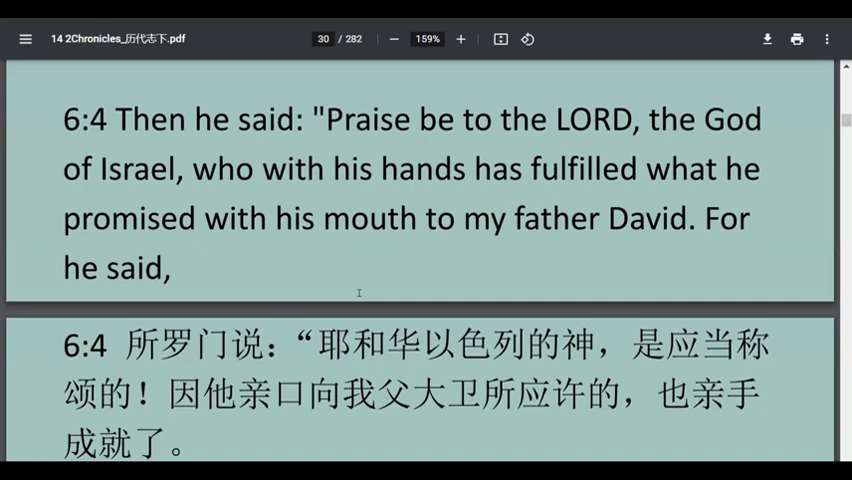 14 2Chronicles_历代志下.pdf
30 / 282
159%
6:4 Then he said: "Praise be to the LORD, the God
of Israel, who with his hands has fulfilled what he
promised with his mouth to my father David. For
he said,
6:4 所罗门说：“耶和华以色列的神，是应当称
颂的！因他亲口向我父大卫所应许的，也亲手
成就了。